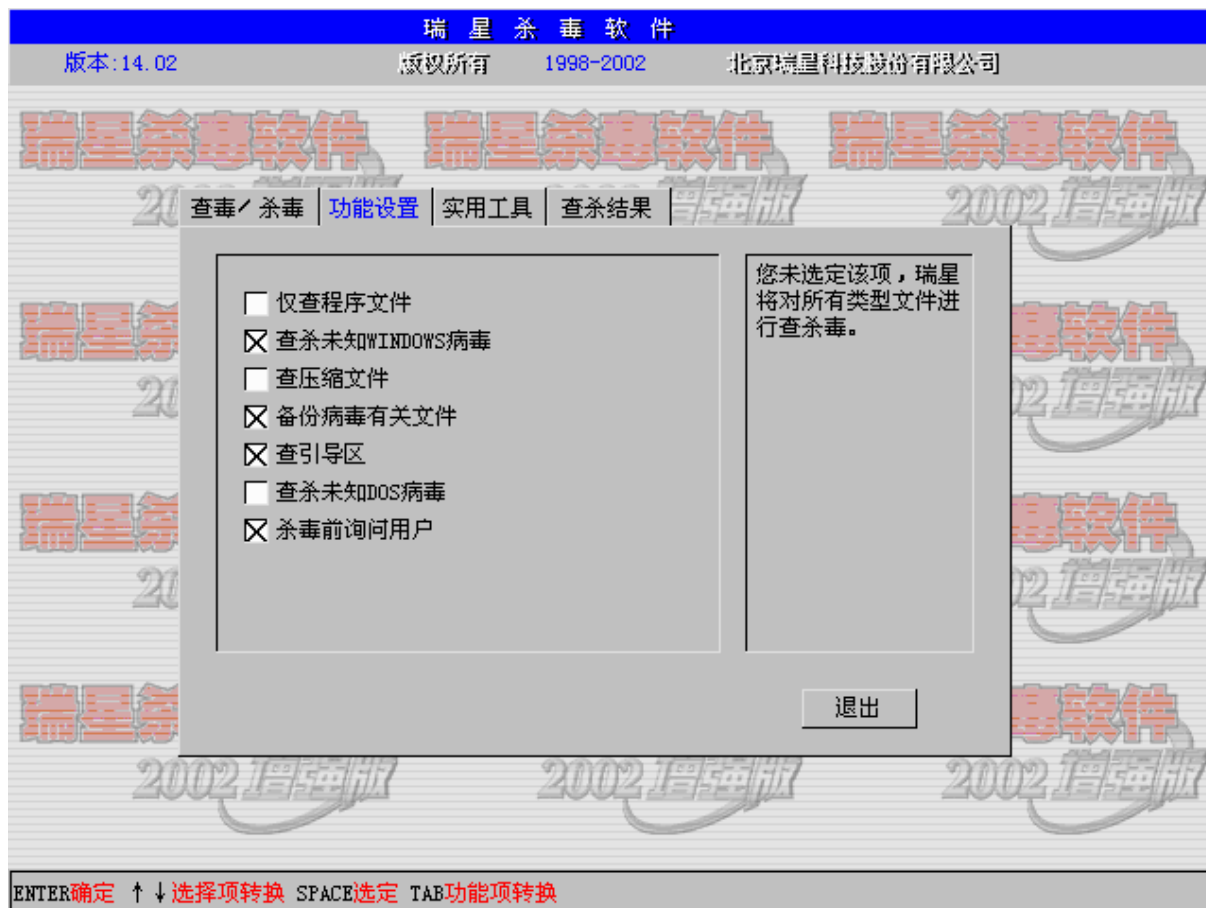 瑞星杀毒软件
版本:14.02 版权所有 1998-2002 北京瑞星科技股份有限公司
瑞星杀毒软件 瑞星杀毒软件 瑞星杀毒软件
2002增强版
查毒/杀毒 功能设置 实用工具 查杀结果
仅查程序文件
查杀未知WINDOWS病毒
查压缩文件
备份病毒有关文件
查引导区
查杀未知DOS病毒
杀毒前询问用户
您未选定该项，瑞星
将对所有类型文件进
行查杀毒。
退出
2002增强版 2002增强版 2002增强版
ENTER确定 ↑↓选择项转换 SPACE选定 TAB功能项转换